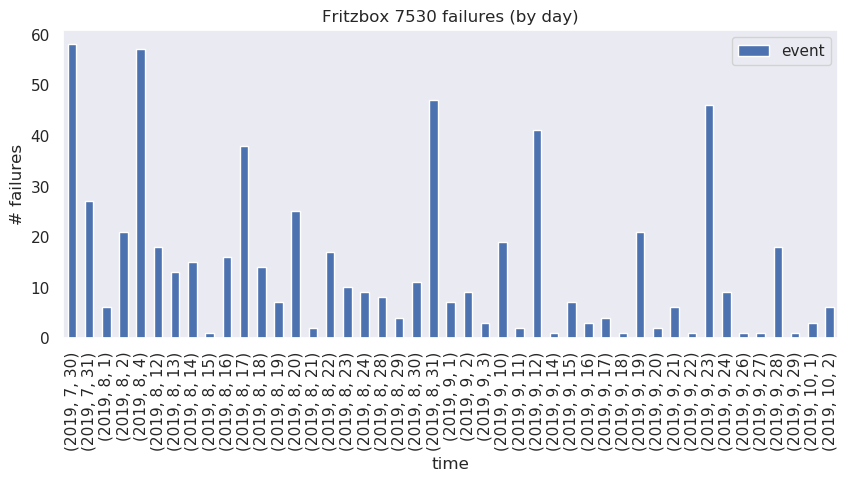 Fritzbox 7530 failures (by day)
event
# failures
60
50
40
30
20
10
0
(2019, 7, 30)
(2019, 7, 31)
(2019, 8, 1)
(2019, 8, 2)
(2019, 8, 4)
(2019, 8, 12)
(2019, 8, 13)
(2019, 8, 14)
(2019, 8, 15)
(2019, 8, 16)
(2019, 8, 17)
(2019, 8, 18)
(2019, 8, 19)
(2019, 8, 20)
(2019, 8, 21)
(2019, 8, 22)
(2019, 8, 23)
(2019, 8, 24)
(2019, 8, 28)
(2019, 8, 29)
(2019, 8, 30)
(2019, 8, 31)
(2019, 9, 1)
(2019, 9, 2)
(2019, 9, 3)
(2019, 9, 10)
(2019, 9, 11)
(2019, 9, 12)
(2019, 9, 14)
(2019, 9, 15)
(2019, 9, 16)
(2019, 9, 17)
(2019, 9, 18)
(2019, 9, 19)
(2019, 9, 20)
(2019, 9, 21)
(2019, 9, 22)
(2019, 9, 23)
(2019, 9, 24)
(2019, 9, 26)
(2019, 9, 27)
(2019, 9, 28)
(2019, 9, 29)
(2019, 10, 1)
(2019, 10, 2)
time